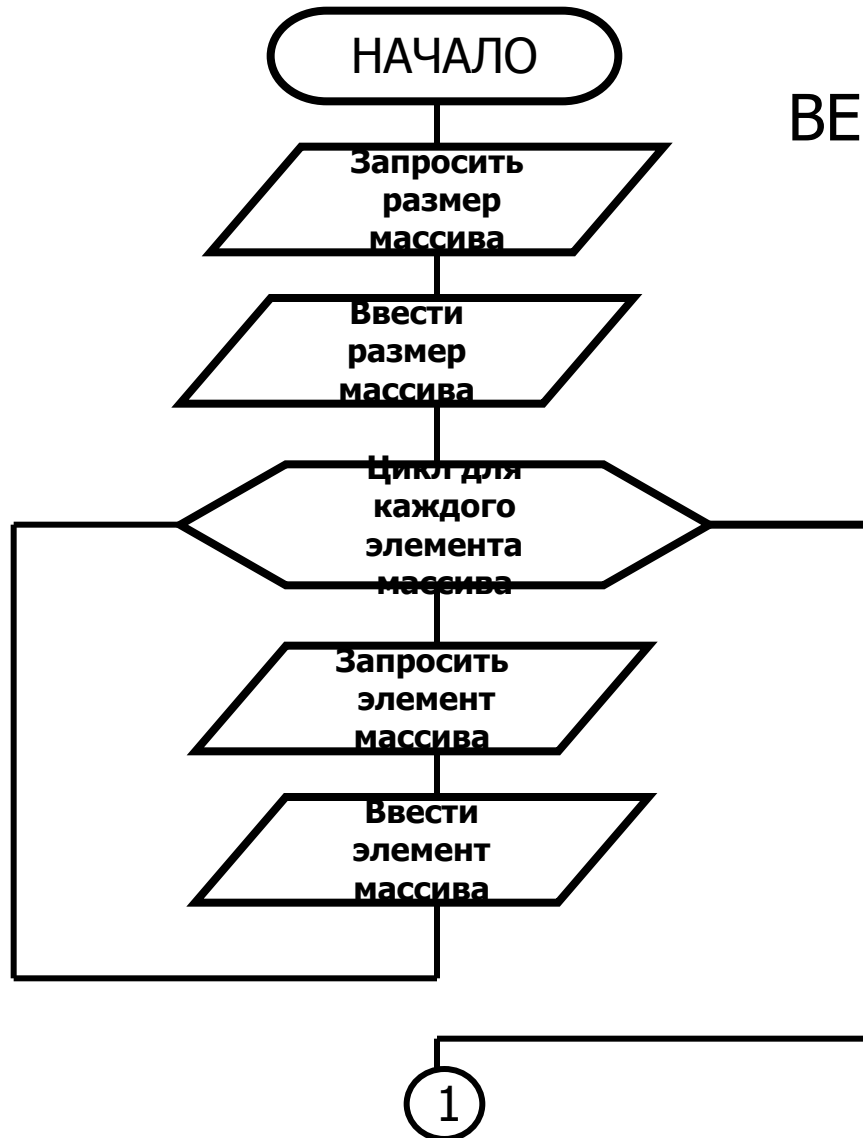 НАЧАЛО
ВЕ
Запросить
размер
массива
Ввести
размер
массива
Цикл для
каждого
элемента
массива
Запросить
элемент
массива
Ввести
элемент
массива
1